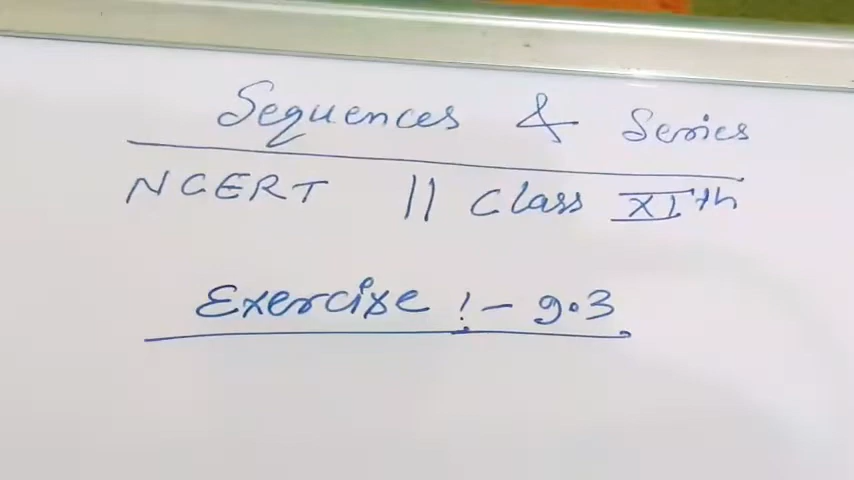 Sequences & Series
NCERT || Class XIth
Exercise :- 9.3